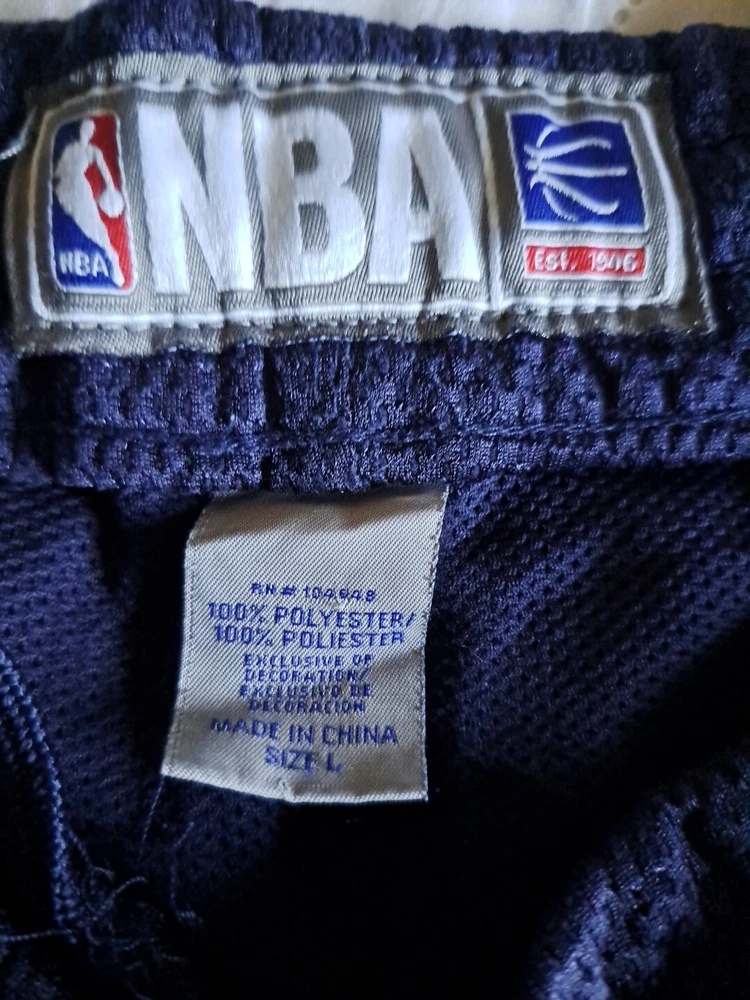 NBA
NBA
Est. 1946
RN # 104648
100% POLYESTER/
100% POLIESTER
EXCLUSIVE OF
DECORATION/
EXCLUSIVO DE
DECORACION
MADE IN CHINA
SIZE L